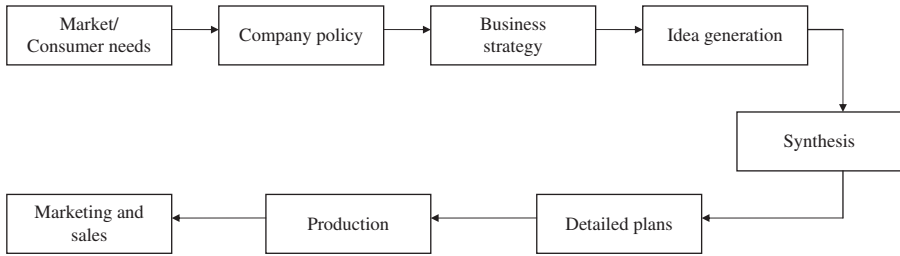 Market/
Consumer needs
Company policy
Business
strategy
Idea generation
Synthesis
Detailed plans
Production
Marketing and
sales